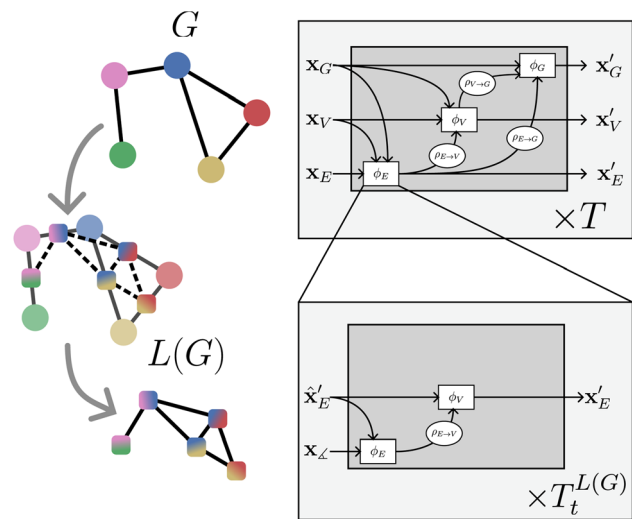 G
L(G)
x_G
x_V
x_E
ϕ_G
ϕ_V
ϕ_E
ρ_{V→G}
ρ_{E→V}
ρ_{E→G}
x'_G
x'_V
x'_E
×T
x̂'_E
x_∡
ϕ_V
ϕ_E
ρ_{E→V}
x'_E
×T_t^{L(G)}